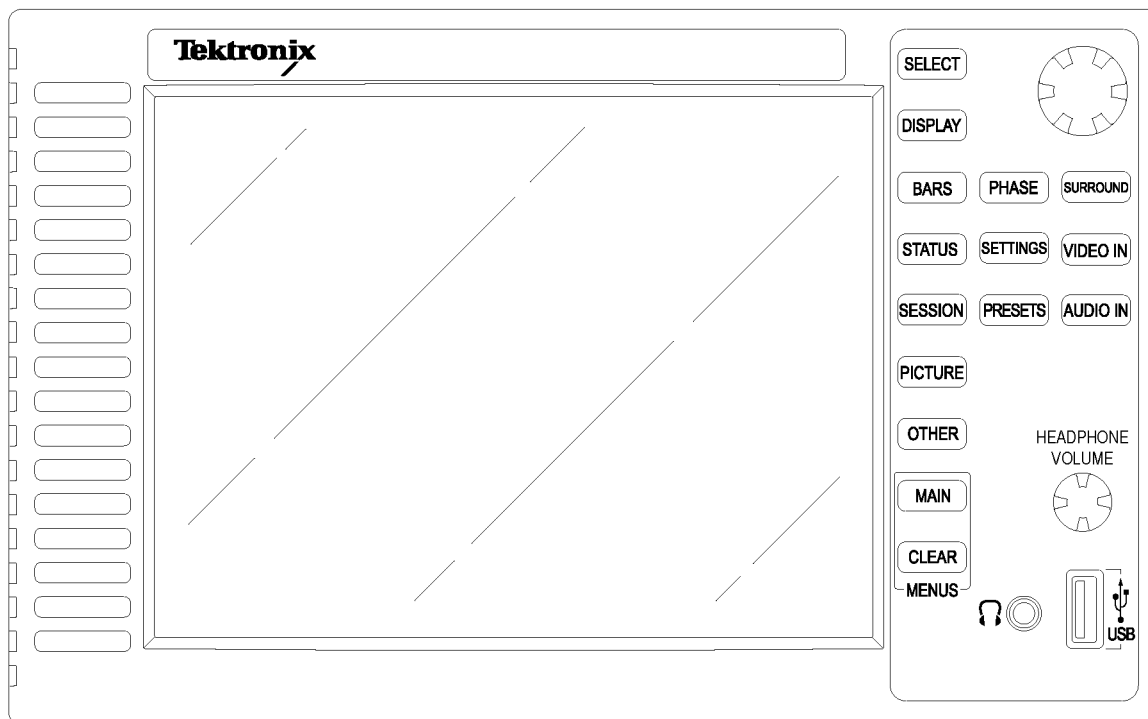 Tektronix
SELECT
DISPLAY
BARS PHASE SURROUND
STATUS SETTINGS VIDEO IN
SESSION PRESETS AUDIO IN
PICTURE
OTHER
HEADPHONE
VOLUME
MAIN
CLEAR
MENUS
USB